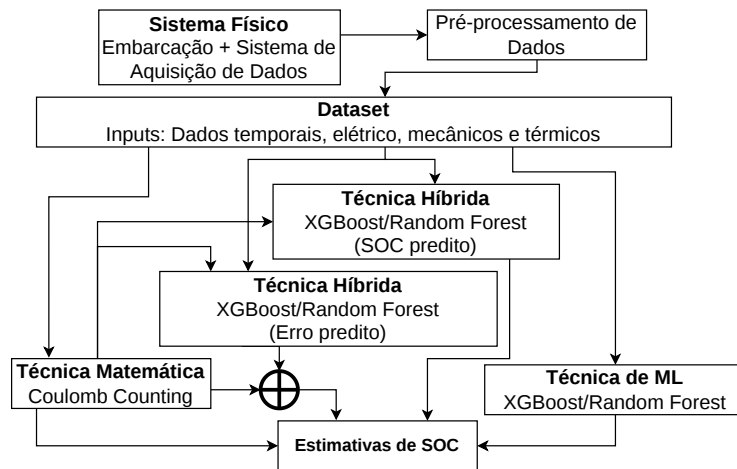 Sistema Físico
Embarcação + Sistema de
Aquisição de Dados
Pré-processamento de
Dados
Dataset
Inputs: Dados temporais, elétrico, mecânicos e térmicos
Técnica Híbrida
XGBoost/Random Forest
(SOC predito)
Técnica Híbrida
XGBoost/Random Forest
(Erro predito)
Técnica Matemática
Coulomb Counting
Técnica de ML
XGBoost/Random Forest
Estimativas de SOC